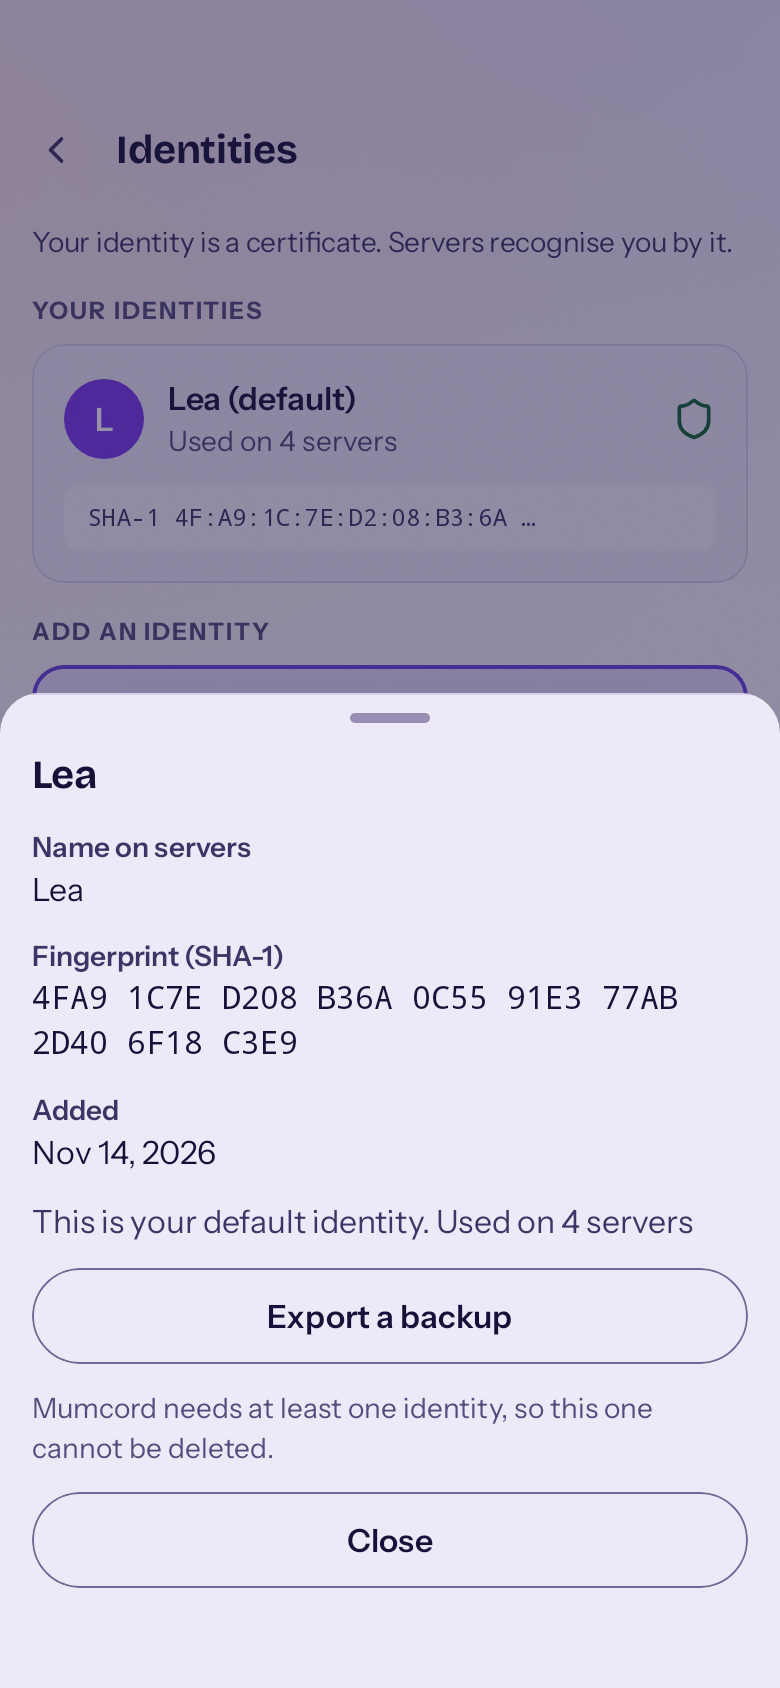 Identities
Your identity is a certificate. Servers recognise you by it.
YOUR IDENTITIES
L
Lea (default)
Used on 4 servers
SHA-1 4F:A9:1C:7E:D2:08:B3:6A …
ADD AN IDENTITY
Lea
Name on servers
Lea
Fingerprint (SHA-1)
4FA9 1C7E D208 B36A 0C55 91E3 77AB
2D40 6F18 C3E9
Added
Nov 14, 2026
This is your default identity. Used on 4 servers
Export a backup
Mumcord needs at least one identity, so this one
cannot be deleted.
Close